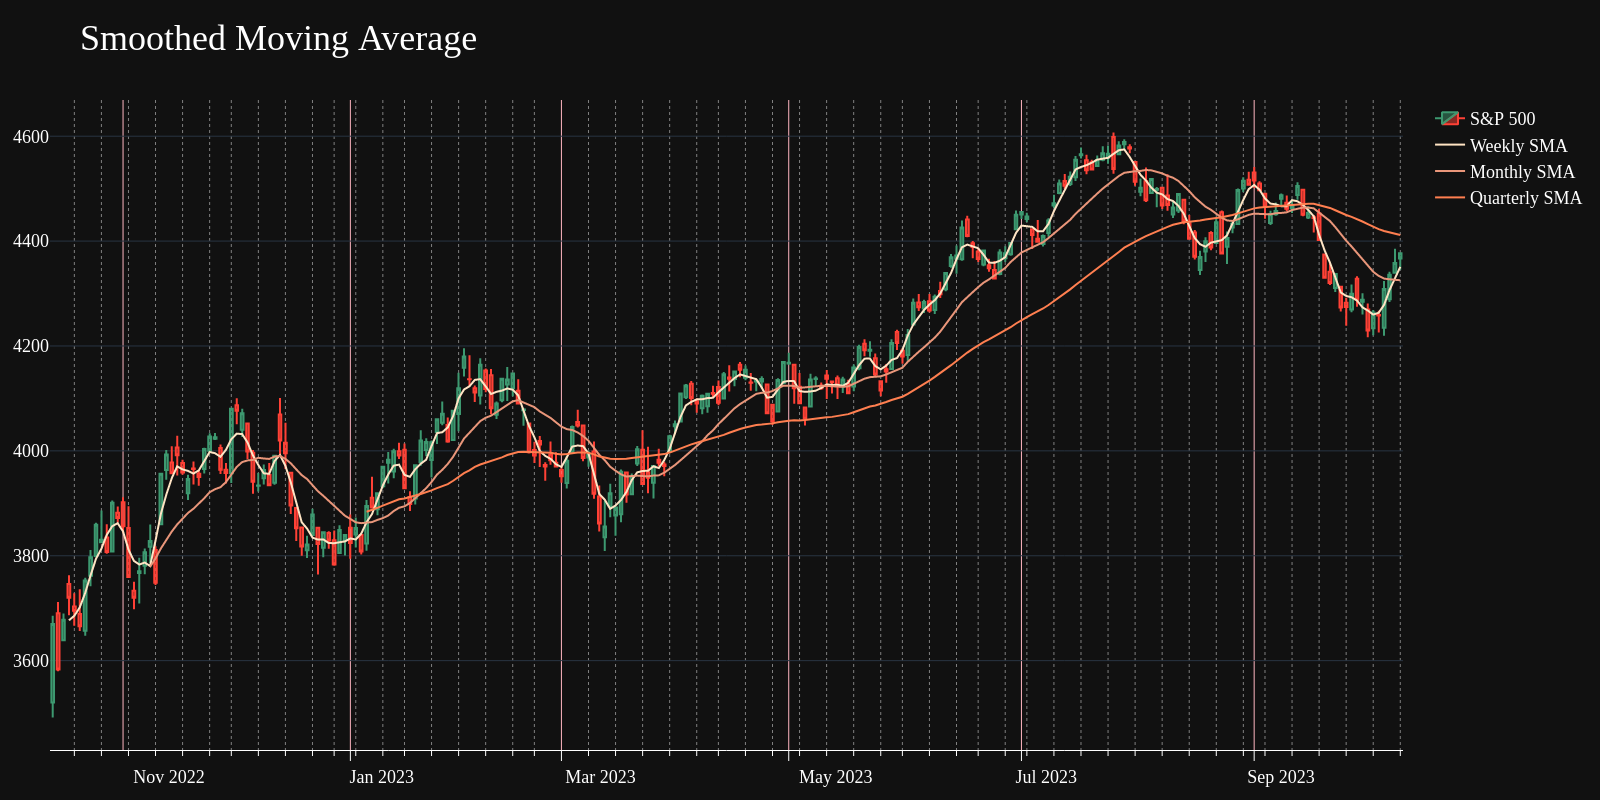 Smoothed Moving Average
S&P 500
Weekly SMA
Monthly SMA
Quarterly SMA
4600
4400
4200
4000
3800
3600
Nov 2022
Jan 2023
Mar 2023
May 2023
Jul 2023
Sep 2023